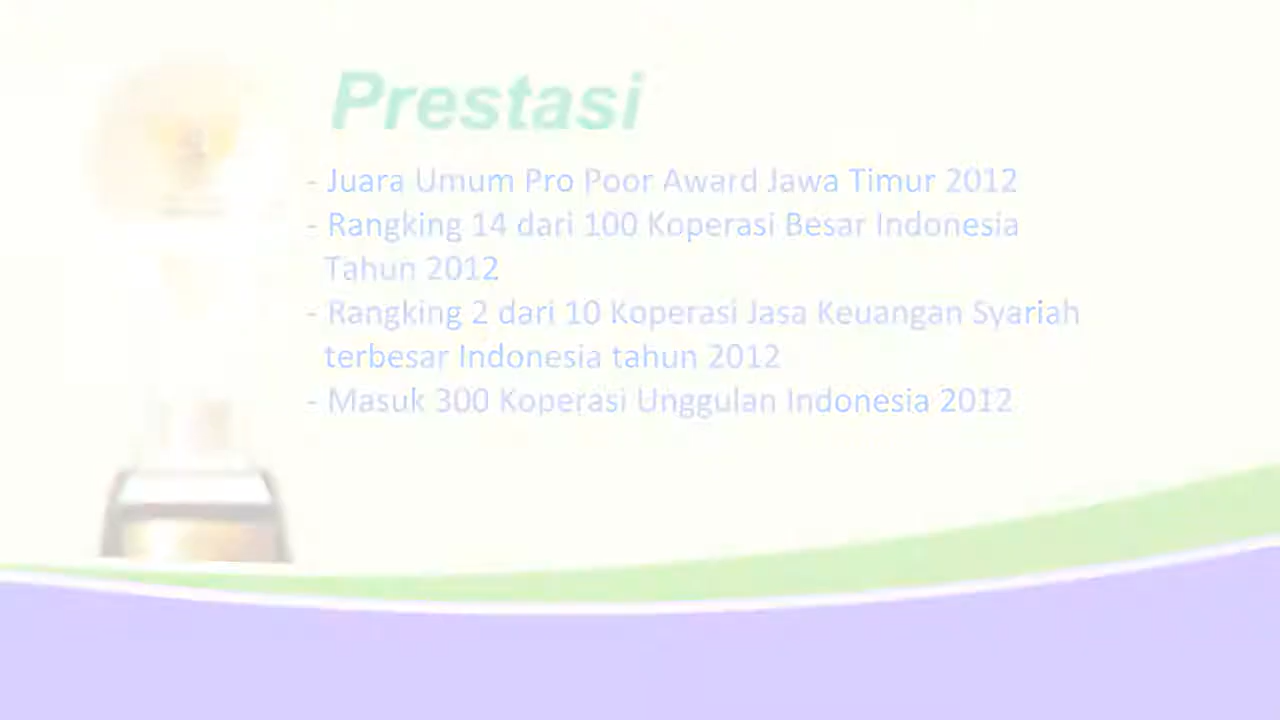 Prestasi
- Juara Umum Pro Poor Award Jawa Timur 2012
- Rangking 14 dari 100 Koperasi Besar Indonesia
Tahun 2012
- Rangking 2 dari 10 Koperasi Jasa Keuangan Syariah
terbesar Indonesia tahun 2012
- Masuk 300 Koperasi Unggulan Indonesia 2012